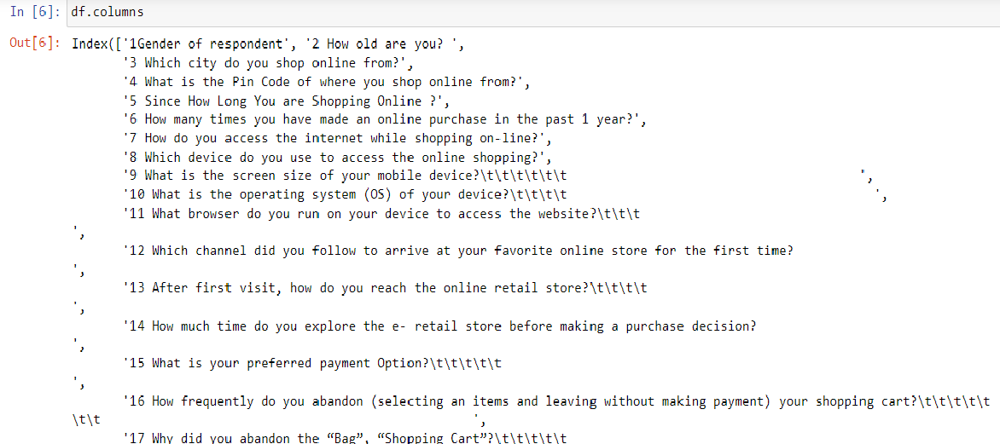 In [6]: df.columns
Out[6]: Index(['1Gender of respondent', '2 How old are you? ',
'3 Which city do you shop online from?',
'4 What is the Pin Code of where you shop online from?',
'5 Since How Long You are Shopping Online ?',
'6 How many times you have made an online purchase in the past 1 year?',
'7 How do you access the internet while shopping on-line?',
'8 Which device do you use to access the online shopping?',
'9 What is the screen size of your mobile device?\t\t\t\t\t\t ",
'10 What is the operating system (OS) of your device?\t\t\t\t ',
'11 What browser do you run on your device to access the website?\t\t\t
',
'12 Which channel did you follow to arrive at your favorite online store for the first time?
',
'13 After first visit, how do you reach the online retail store?\t\t\t\t
',
'14 How much time do you explore the e- retail store before making a purchase decision?
',
'15 What is your preferred payment Option?\t\t\t\t\t
',
'16 How frequently do you abandon (selecting an items and leaving without making payment) your shopping cart?\t\t\t\t\t
\t\t ',
'17 Why did you abandon the “Bag”, “Shopping Cart”?\t\t\t\t\t